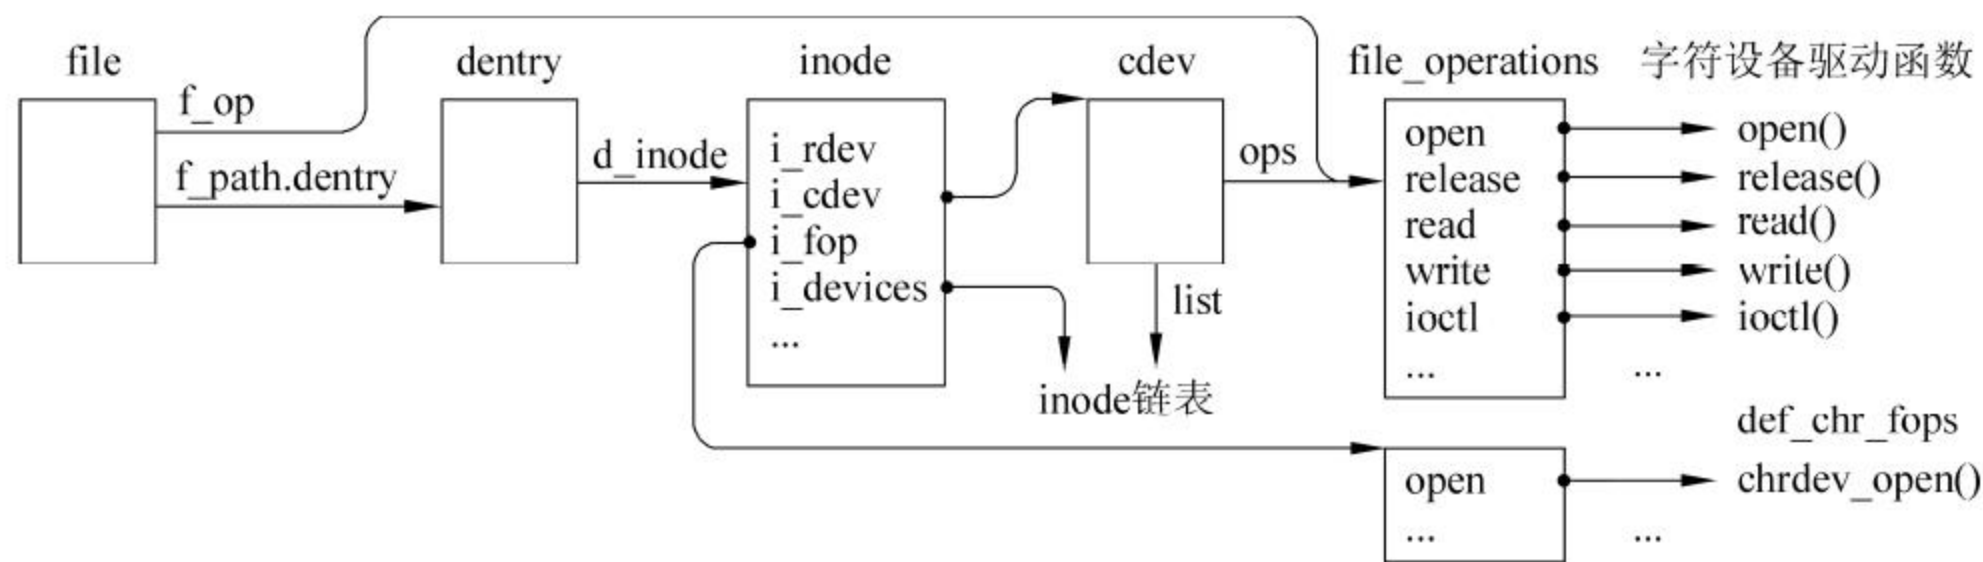 file
dentry
inode
cdev
file_operations
字符设备驱动函数
f_op
f_path.dentry
d_inode
i_rdev
i_cdev
i_fop
i_devices
...
ops
list
inode链表
open
release
read
write
ioctl
...
open()
release()
read()
write()
ioctl()
...
def_chr_fops
open
...
chrdev_open()
...